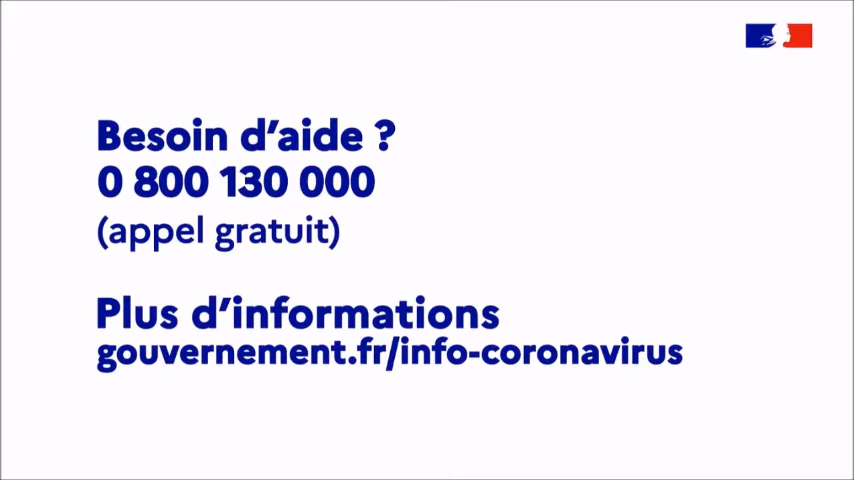 Besoin d'aide ?
0 800 130 000
(appel gratuit)
Plus d'informations
gouvernement.fr/info-coronavirus